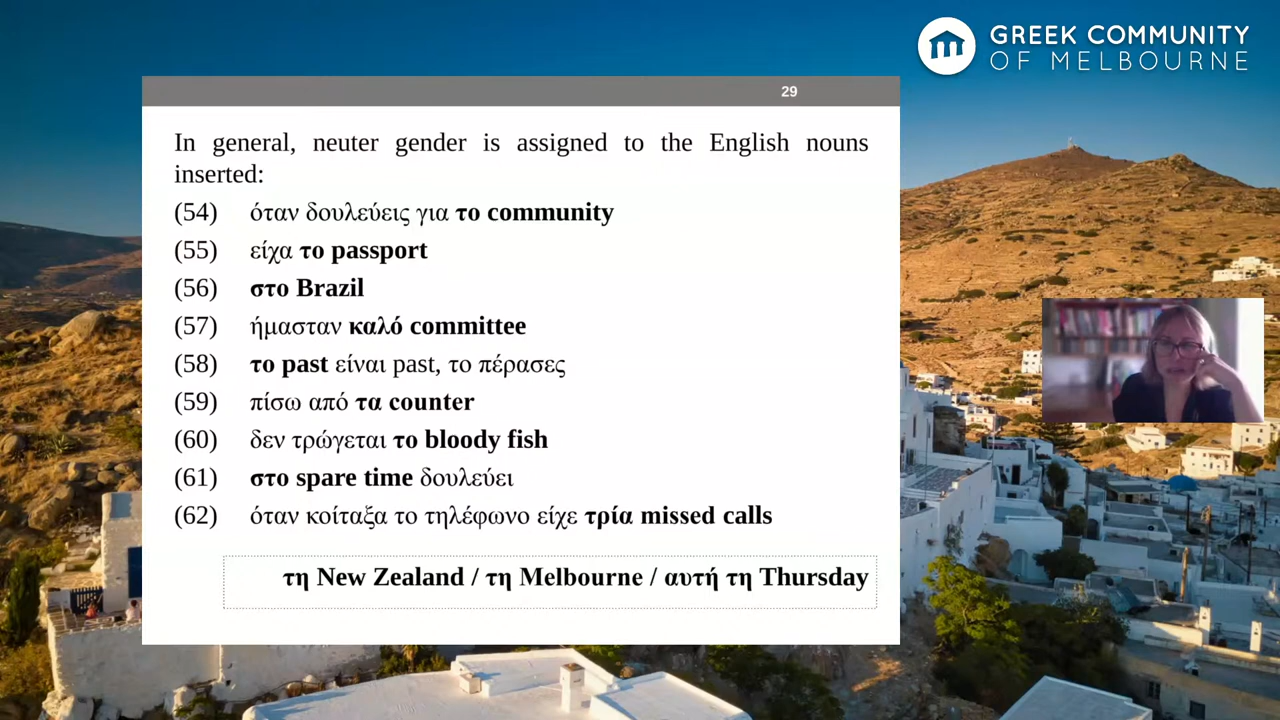 GREEK COMMUNITY
OF MELBOURNE
29
In general, neuter gender is assigned to the English nouns
inserted:
(54) όταν δουλεύεις για το community
(55) είχα το passport
(56) στο Brazil
(57) ήμασταν καλό committee
(58) το past είναι past, το πέρασες
(59) πίσω από τα counter
(60) δεν τρώγεται το bloody fish
(61) στο spare time δουλεύει
(62) όταν κοίταξα το τηλέφωνο είχε τρία missed calls
τη New Zealand / τη Melbourne / αυτή τη Thursday